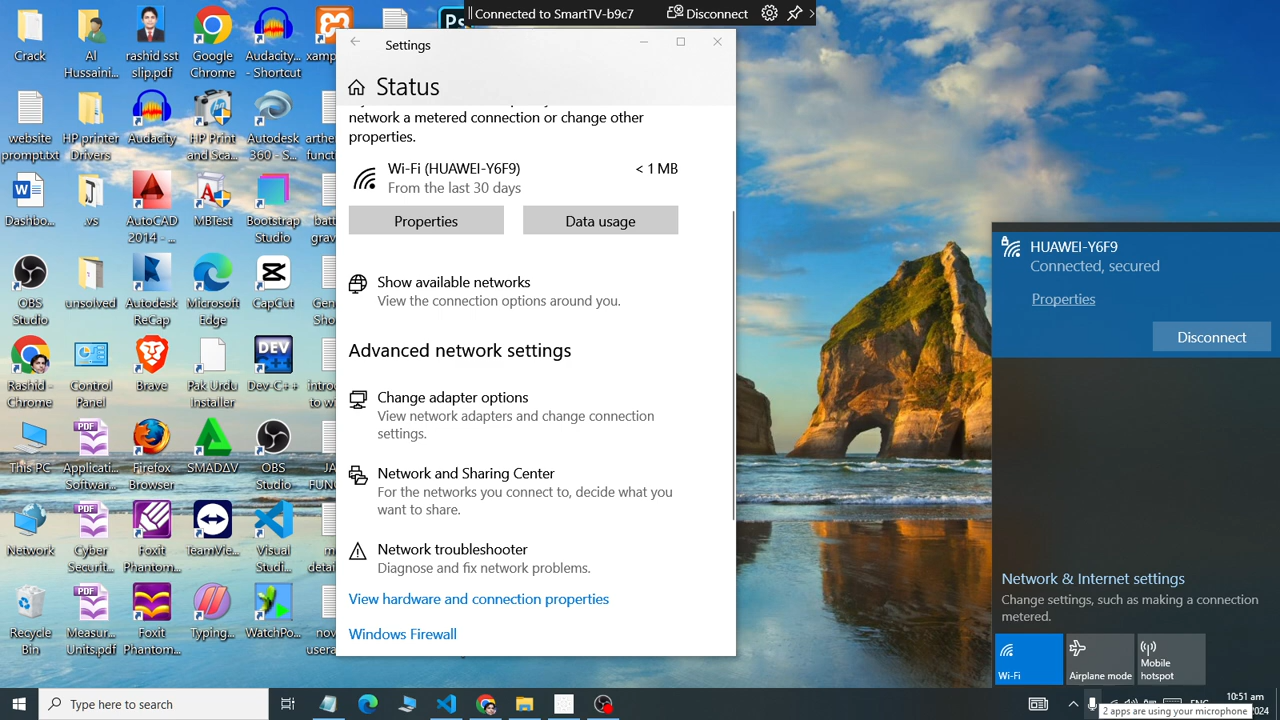 Connected to SmartTV-b9c7
Disconnect
Crack
Al Hussaini...
rashid sst slip.pdf
Google Chrome
Audacity... - Shortcut
xamp
Ps
website prompt.txt
HP printer Drivers
Audacity
HP Print and Sca...
Autodesk 360 - S...
Dashbo...
.vs
AutoCAD 2014 - ...
MBTest
Bootstrap Studio
OBS Studio
unsolved
Autodesk ReCap
Microsoft Edge
CapCut
Rashid - Chrome
Control Panel
Brave
Pak Urdu Installer
DEV
Dev-C++
This PC
PDF
Applicati... Softwar...
Firefox Browser
SMADAV
OBS Studio
Network
PDF
Cyber Securit...
Foxit Phantom...
TeamVie...
Visual Studi...
Recycle Bin
PDF
Measur... Units.pdf
Foxit Phantom...
Typing...
WatchPo...
Settings
Status
network a metered connection or change other
properties.
Wi-Fi (HUAWEI-Y6F9)
< 1 MB
From the last 30 days
Properties
Data usage
Show available networks
View the connection options around you.
Advanced network settings
Change adapter options
View network adapters and change connection
settings.
Network and Sharing Center
For the networks you connect to, decide what you
want to share.
Network troubleshooter
Diagnose and fix network problems.
View hardware and connection properties
Windows Firewall
HUAWEI-Y6F9
Connected, secured
Properties
Disconnect
Network & Internet settings
Change settings, such as making a connection
metered.
Wi-Fi
Airplane mode
Mobile hotspot
Type here to search
ENG
10:51 am
2024
2 apps are using your microphone